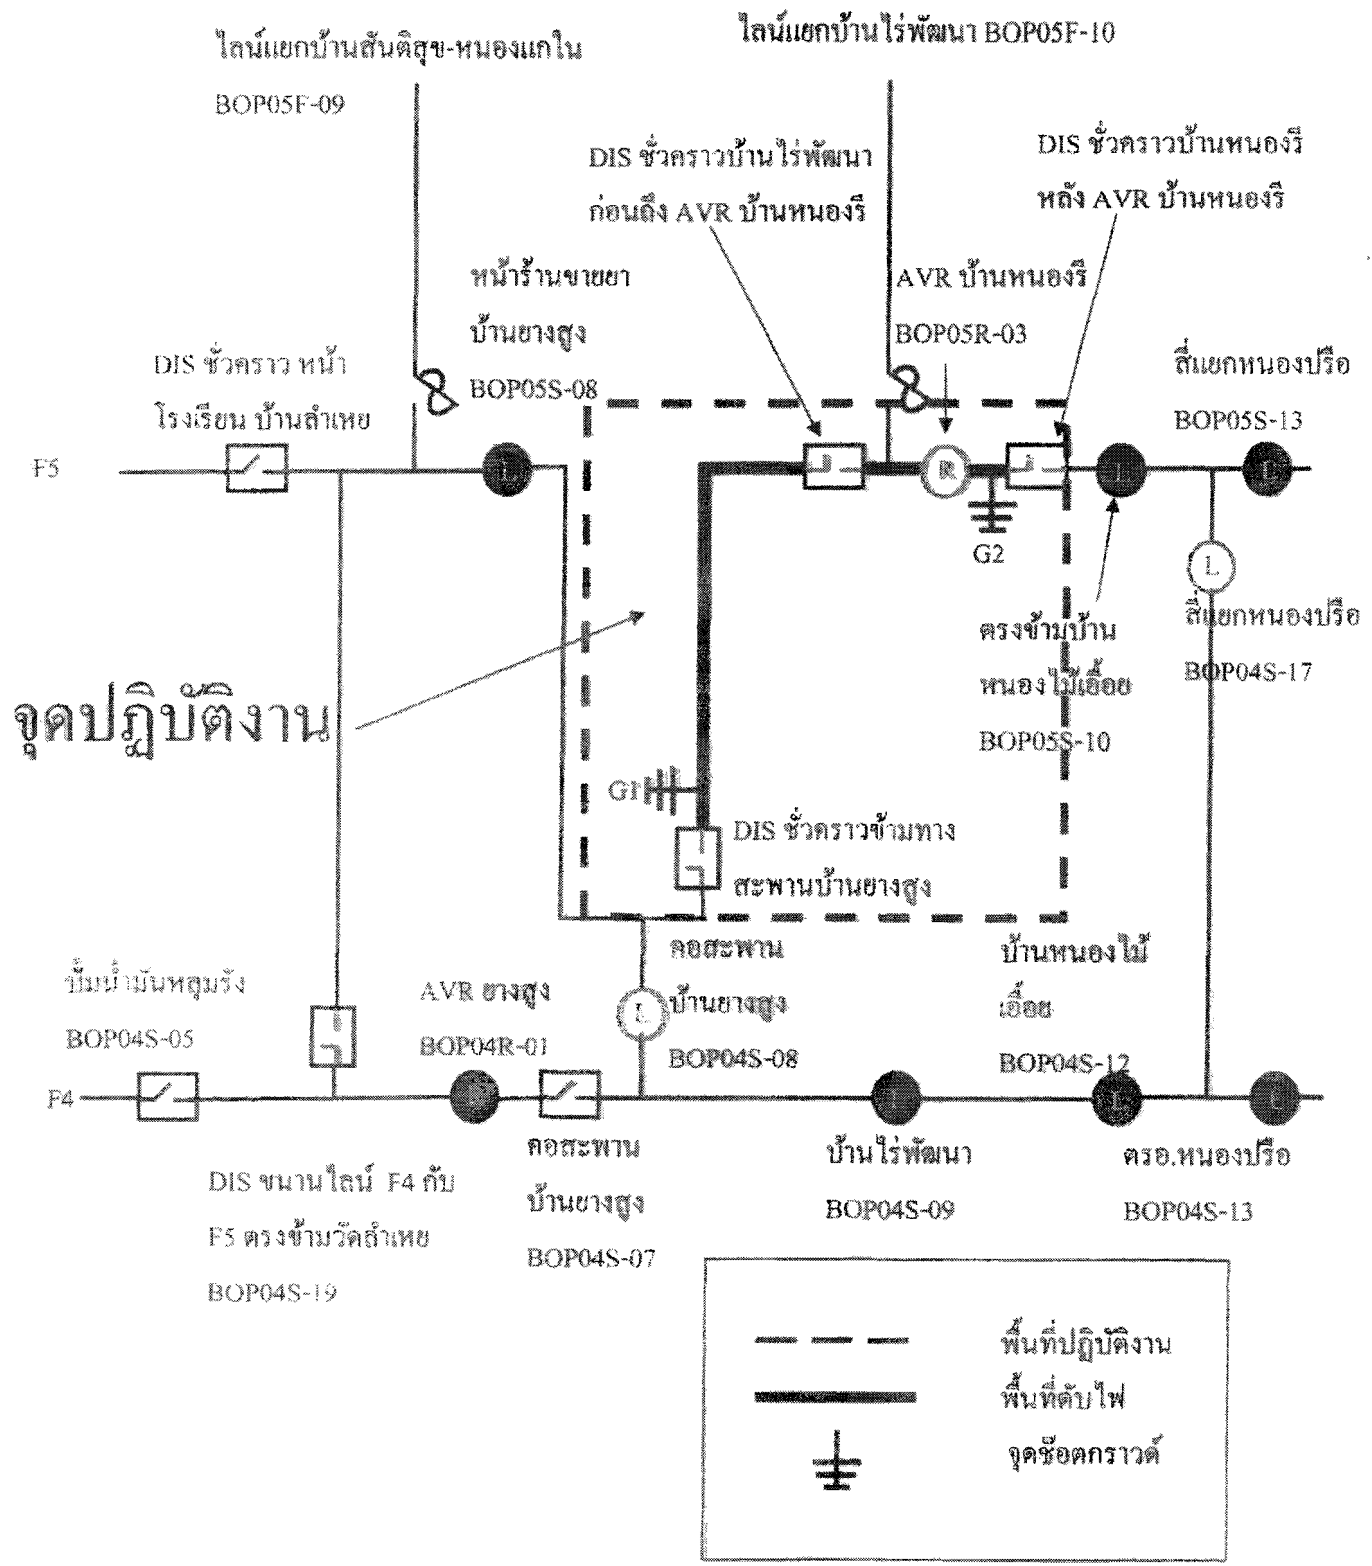 ไลน์แยกบ้านสันติสุข-หนองแกใน
BOP05F-09
ไลน์แยกบ้านไร่พัฒนา BOP05F-10
DIS ชั่วคราวบ้านไร่พัฒนา
ก่อนถึง AVR บ้านหนองรี
DIS ชั่วคราวบ้านหนองรี
หลัง AVR บ้านหนองรี
หน้าร้านขายยา
บ้านยางสูง
BOP05S-08
AVR บ้านหนองรี
BOP05R-03
DIS ชั่วคราว หน้า
โรงเรียน บ้านลำเหย
สี่แยกหนองปรือ
BOP05S-13
F5
L
R
L
L
G2
L
สี่แยกหนองปรือ
BOP04S-17
ตรงข้ามบ้าน
หนองไม้เอื้อย
BOP05S-10
จุดปฏิบัติงาน
G1
DIS ชั่วคราวข้ามทาง
สะพานบ้านยางสูง
คอสะพาน
บ้านยางสูง
BOP04S-08
L
บ้านหนองไม้
เอื้อย
BOP04S-12
ปั๊มน้ำมันหลุมรัง
BOP04S-05
AVR ยางสูง
BOP04R-01
F4
L
L
L
คอสะพาน
บ้านยางสูง
BOP04S-07
บ้านไร่พัฒนา
BOP04S-09
ตรอ.หนองปรือ
BOP04S-13
DIS ขนานไลน์ F4 กับ
F5 ตรงข้ามวัดลำเหย
BOP04S-19
พื้นที่ปฏิบัติงาน
พื้นที่ดับไฟ
จุดช๊อตกราวด์